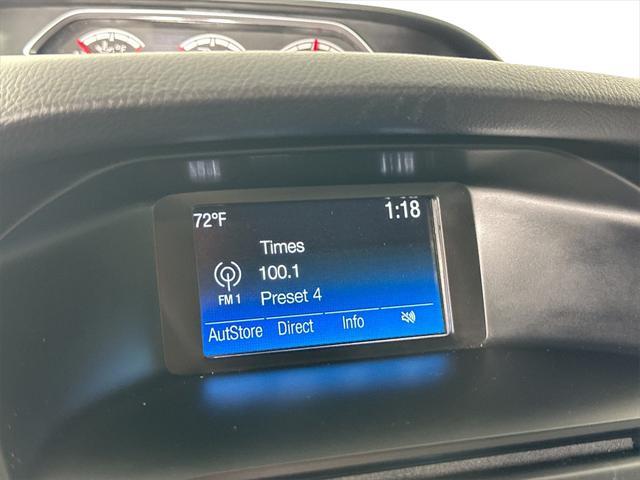 72°F 1:18
Times
100.1
FM 1 Preset 4
AutStore Direct Info